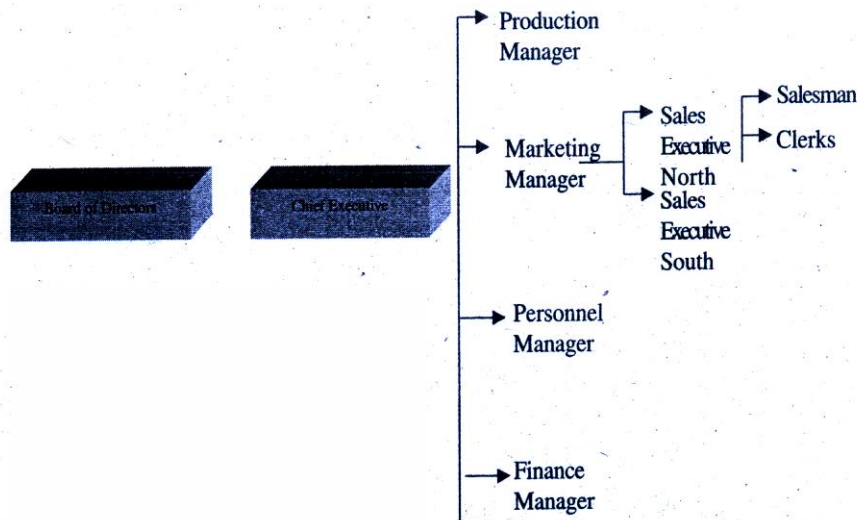 Board of Directors
Chief Executive
Production
Manager
Marketing
Manager
Sales
Executive
North
Sales
Executive
South
Salesman
Clerks
Personnel
Manager
Finance
Manager